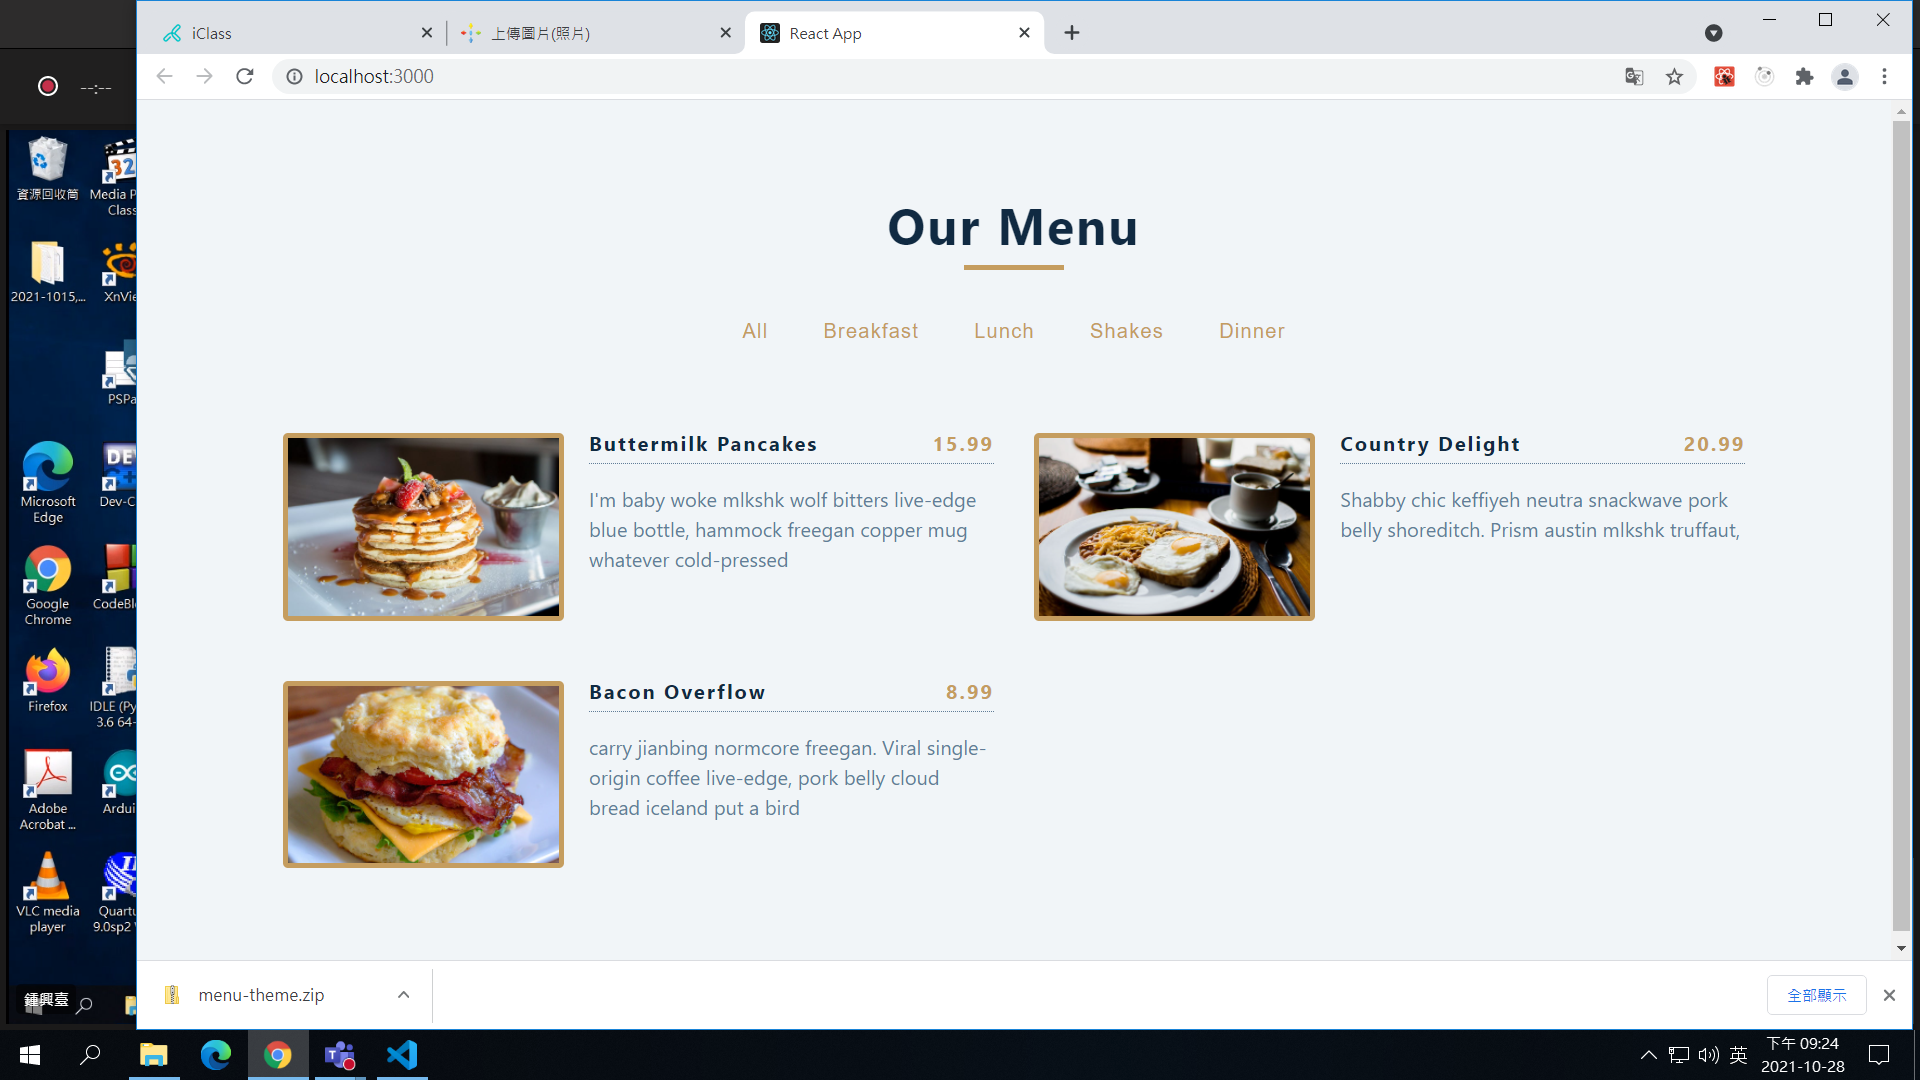 iClass
上傳圖片(照片)
React App
localhost:3000
--:--
資源回收筒
Media P
Class
2021-1015,...
XnVie
PSPa
Microsoft
Edge
Dev-C
Google
Chrome
CodeBl
Firefox
IDLE (Py
3.6 64-
Adobe
Acrobat ...
Ardui
VLC media
player
Quart
9.0sp2
鍾興臺
Our Menu
All
Breakfast
Lunch
Shakes
Dinner
Buttermilk Pancakes
15.99
I'm baby woke mlkshk wolf bitters live-edge
blue bottle, hammock freegan copper mug
whatever cold-pressed
Country Delight
20.99
Shabby chic keffiyeh neutra snackwave pork
belly shoreditch. Prism austin mlkshk truffaut,
Bacon Overflow
8.99
carry jianbing normcore freegan. Viral single-
origin coffee live-edge, pork belly cloud
bread iceland put a bird
menu-theme.zip
全部顯示
英
下午 09:24
2021-10-28